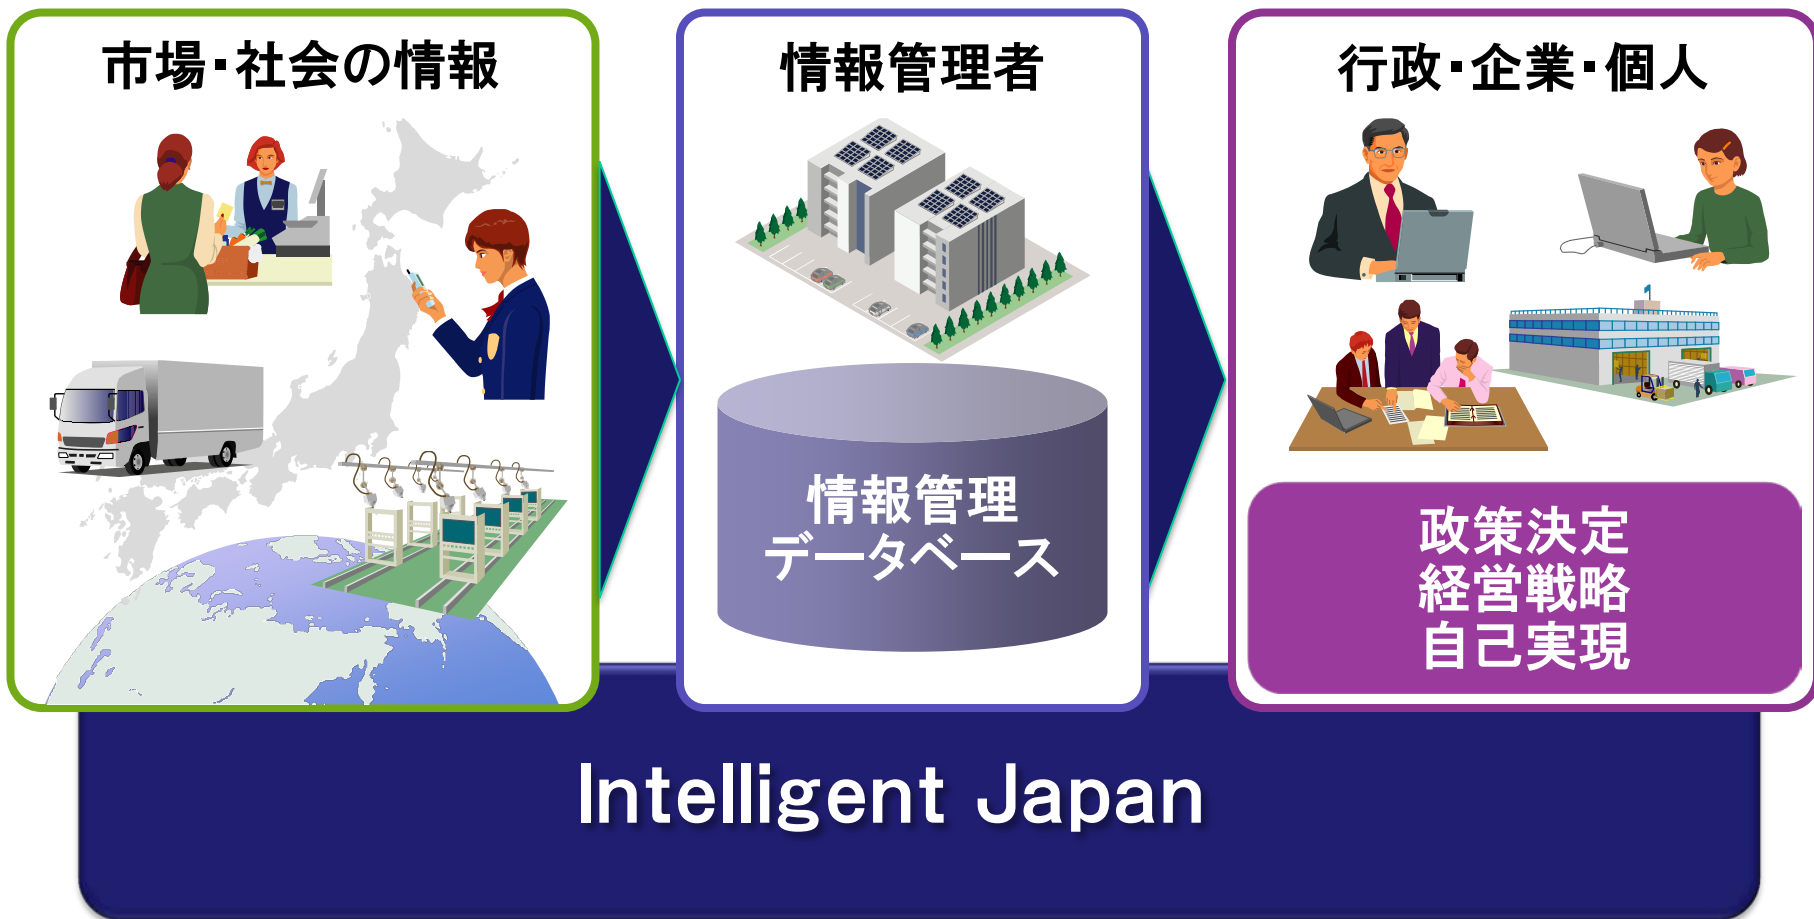 市場・社会の情報
情報管理者
行政・企業・個人
情報管理
データベース
政策決定
経営戦略
自己実現
Intelligent Japan